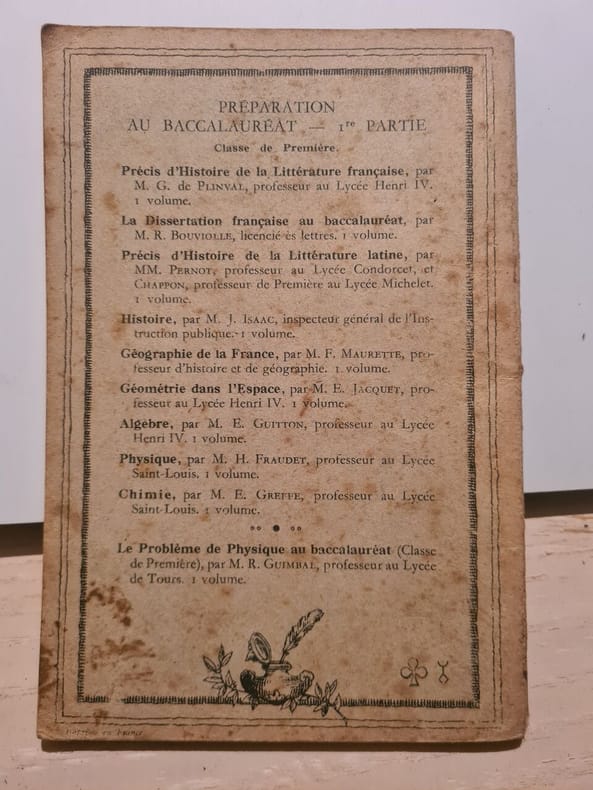 PRÉPARATION
AU BACCALAURÉAT — 1re PARTIE
Classe de Première.
Précis d'Histoire de la Littérature française, par
M. G. de PLINVAL, professeur au Lycée Henri IV.
1 volume.
La Dissertation française au baccalauréat, par
M. R. BOUVIOLLE, licencié ès lettres. 1 volume.
Précis d'Histoire de la Littérature latine, par
MM. PERNOT, professeur au Lycée Condorcet, et
CHAPPON, professeur de Première au Lycée Michelet.
1 volume.
Histoire, par M. J. ISAAC, inspecteur général de l'Ins-
truction publique. 1 volume.
Géographie de la France, par M. F. MAURETTE, pro-
fesseur d'histoire et de géographie. 1 volume.
Géométrie dans l'Espace, par M. E. JACQUET, pro-
fesseur au Lycée Henri IV. 1 volume.
Algèbre, par M. E. GUITTON, professeur au Lycée
Henri IV. 1 volume.
Physique, par M. H. FRAUDET, professeur au Lycée
Saint-Louis. 1 volume.
Chimie, par M. E. GREFFE, professeur au Lycée
Saint-Louis. 1 volume.
Le Problème de Physique au baccalauréat (Classe
de Première), par M. R. GUIMBAL, professeur au Lycée
de Tours. 1 volume.
en France